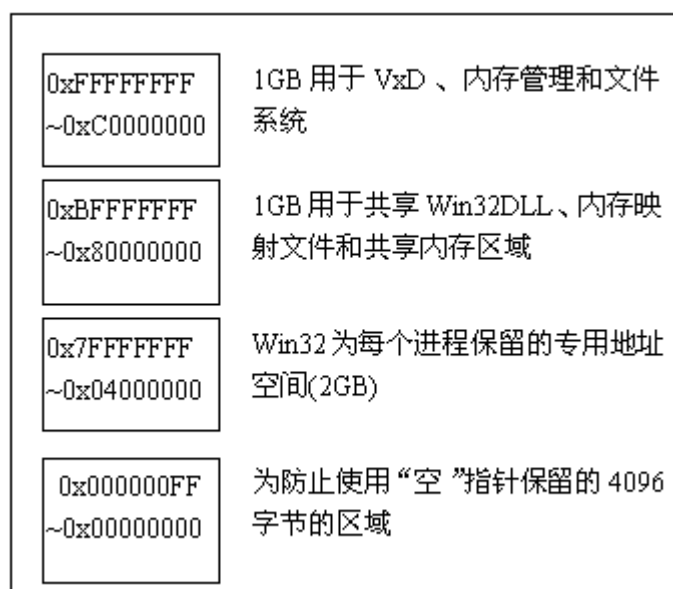 0xFFFFFFFF
~0xC0000000
1GB 用于 VxD 、内存管理和文件
系统
0xBFFFFFFF
~0x80000000
1GB 用于共享 Win32DLL、内存映
射文件和共享内存区域
0x7FFFFFFF
~0x04000000
Win32 为每个进程保留的专用地址
空间(2GB)
0x000000FF
~0x00000000
为防止使用“空 ”指针保留的 4096
字节的区域